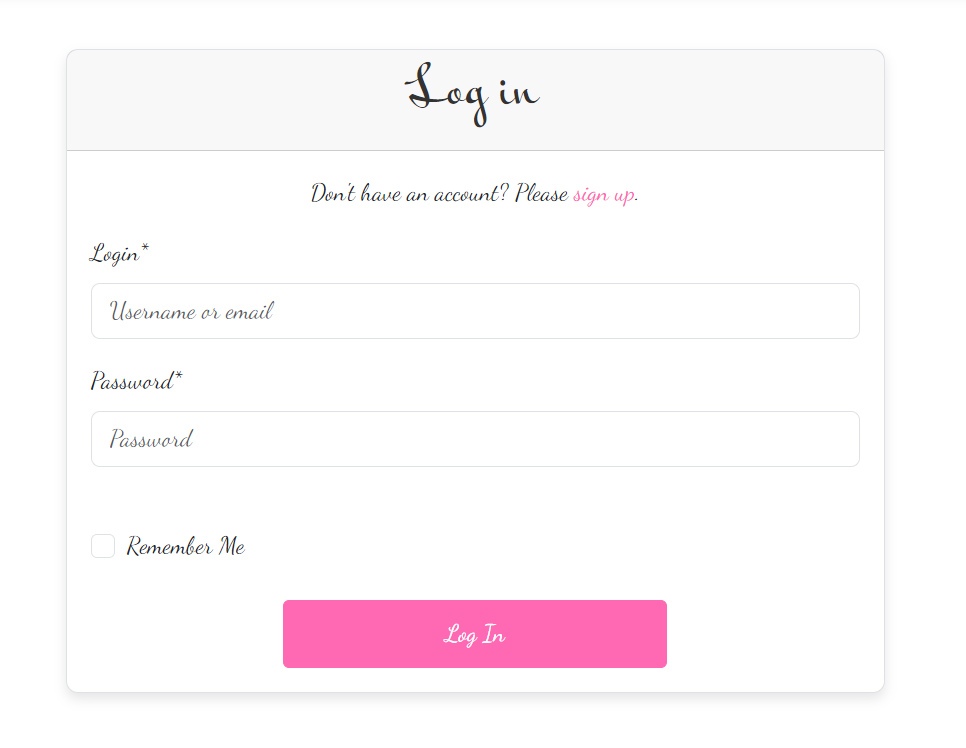 Log in
Don't have an account? Please sign up.
Login*
Username or email
Password*
Password
Remember Me
Log In